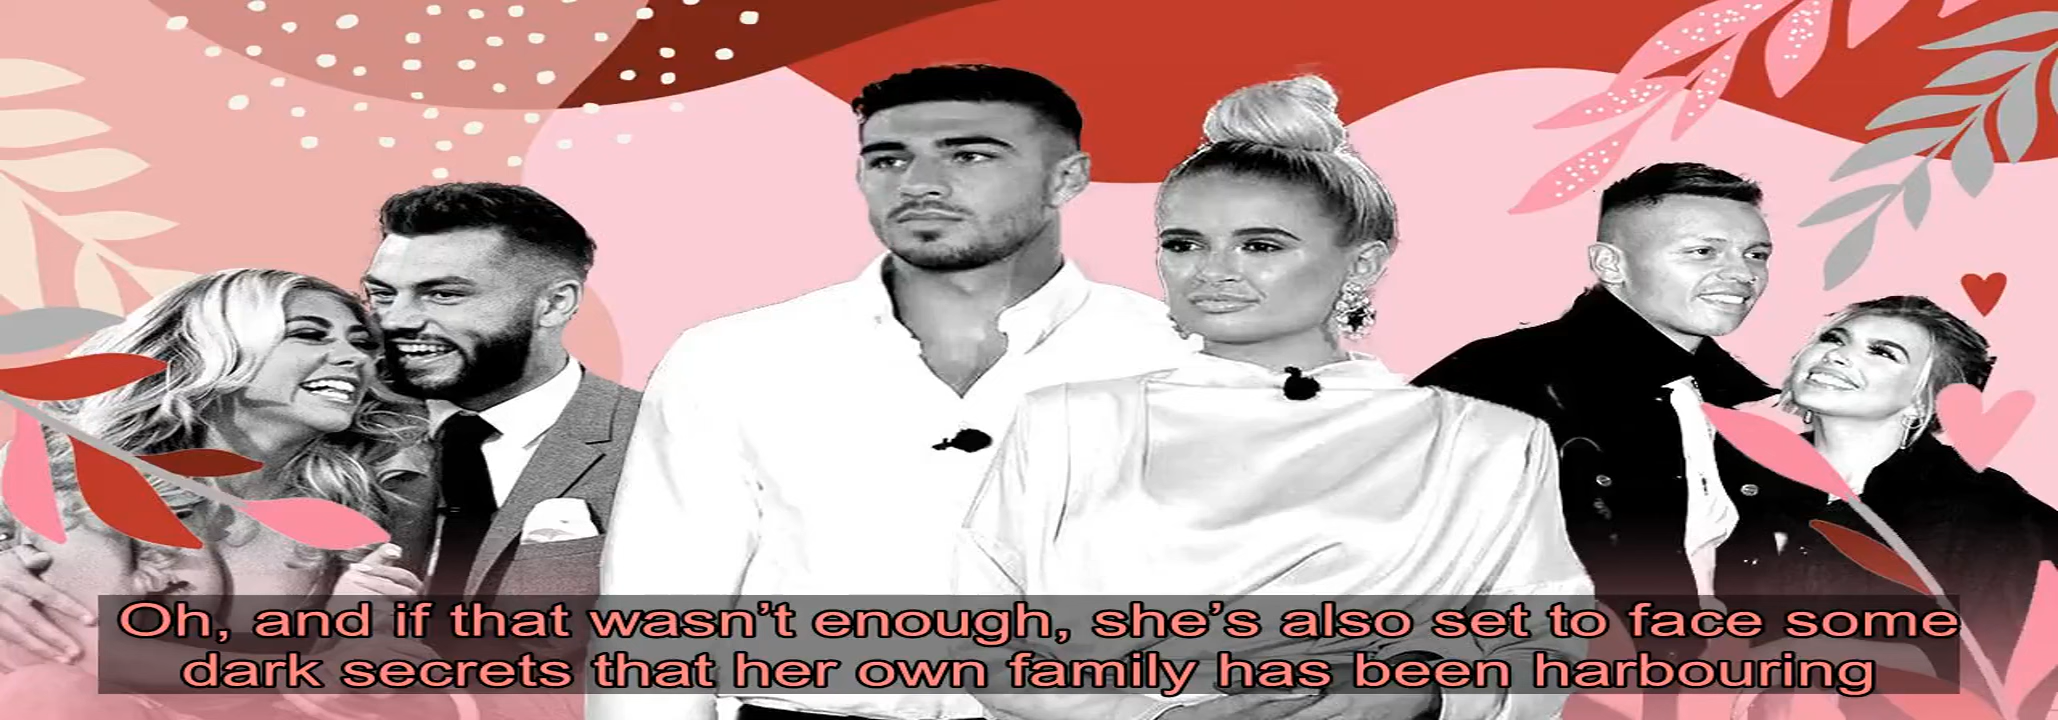 Oh, and if that wasn’t enough, she’s also set to face some
dark secrets that her own family has been harbouring